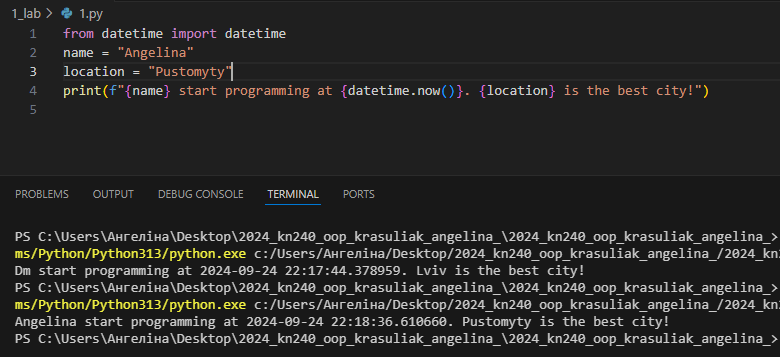 1_lab > 1.py
1 from datetime import datetime
2 name = "Angelina"
3 location = "Pustomyty"
4 print(f"{name} start programming at {datetime.now()}. {location} is the best city!")
5
PROBLEMS OUTPUT DEBUG CONSOLE TERMINAL PORTS
PS C:\Users\Ангеліна\Desktop\2024_kn240_oop_krasuliak_angelina_\2024_kn240_oop_krasuliak_angelina_>
ms/Python/Python313/python.exe c:/Users/Ангеліна/Desktop/2024_kn240_oop_krasuliak_angelina_/2024_kn2
Dm start programming at 2024-09-24 22:17:44.378959. Lviv is the best city!
PS C:\Users\Ангеліна\Desktop\2024_kn240_oop_krasuliak_angelina_\2024_kn240_oop_krasuliak_angelina_>
ms/Python/Python313/python.exe c:/Users/Ангеліна/Desktop/2024_kn240_oop_krasuliak_angelina_/2024_kn2
Angelina start programming at 2024-09-24 22:18:36.610660. Pustomyty is the best city!
PS C:\Users\Ангеліна\Desktop\2024_kn240_oop_krasuliak_angelina_\2024_kn240_oop_krasuliak_angelina_>